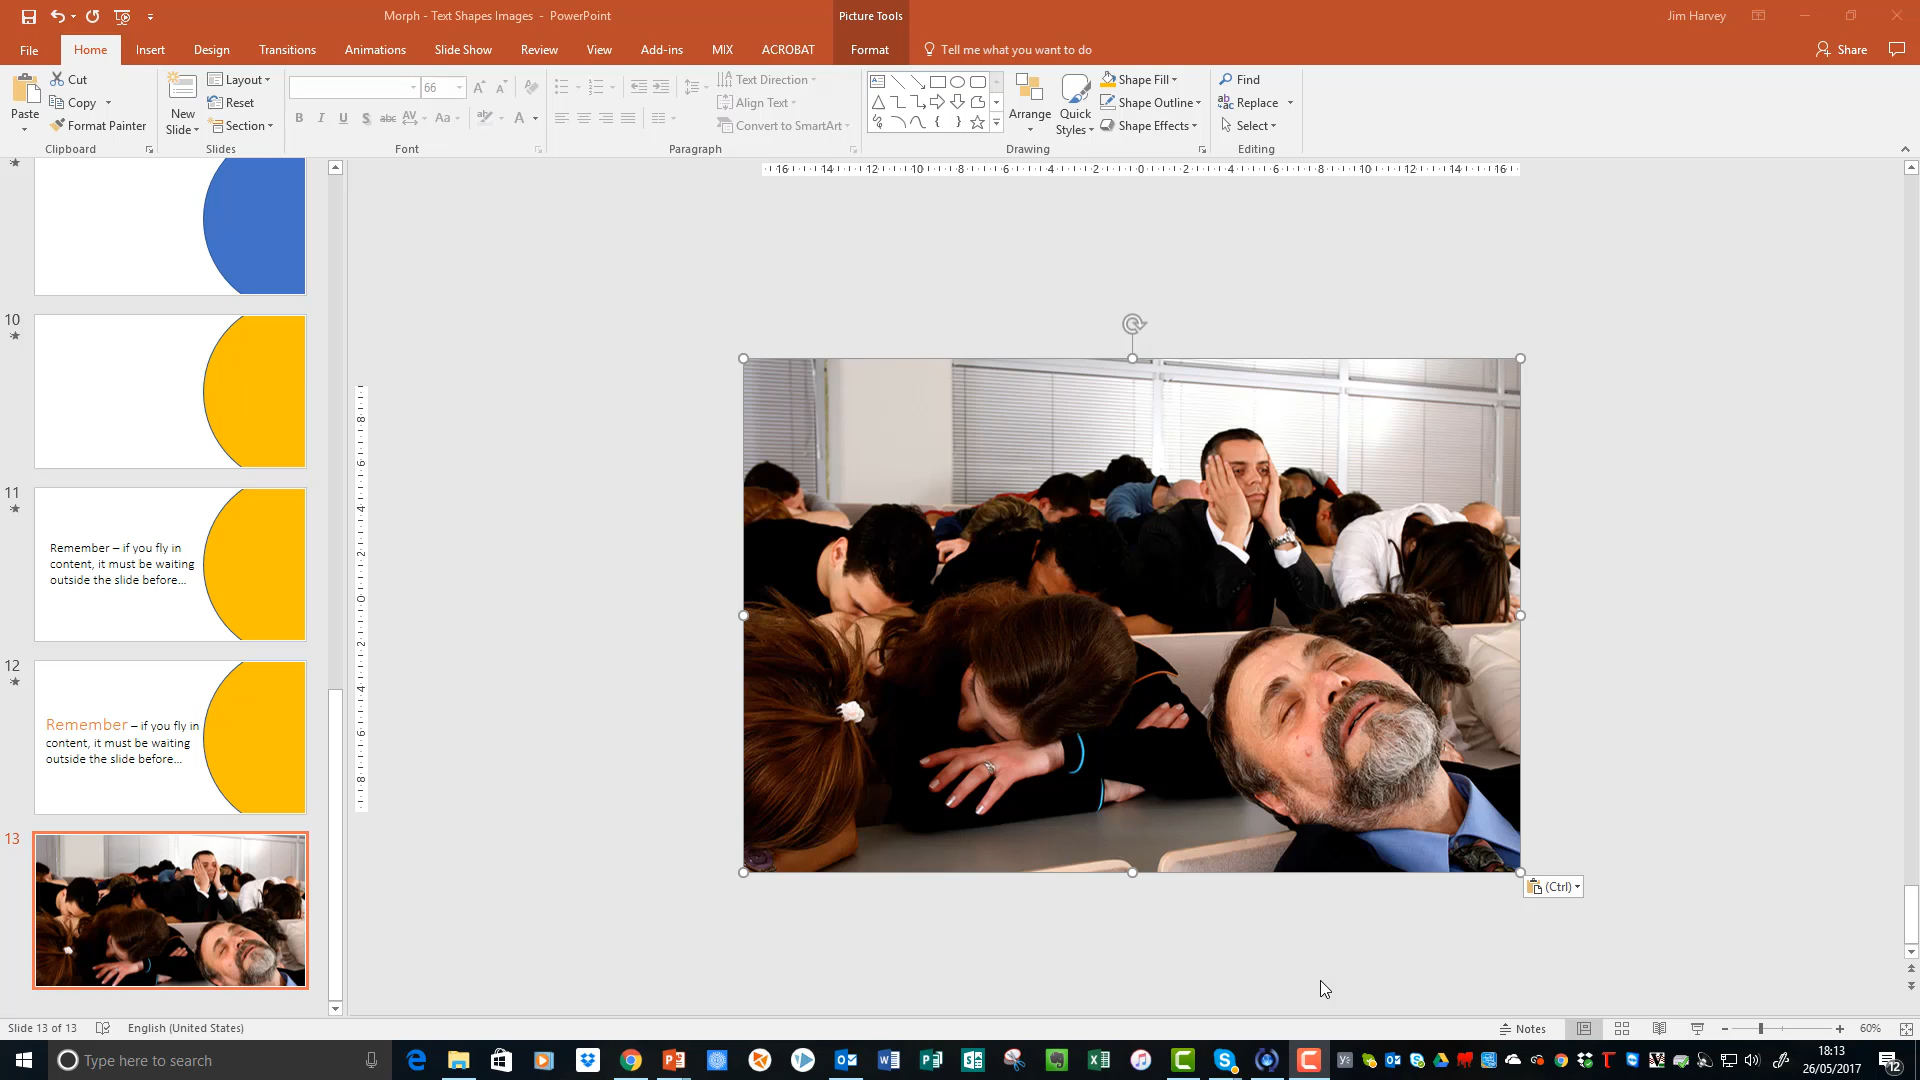 Morph - Text Shapes Images - PowerPoint
Picture Tools
Jim Harvey
File
Home
Insert
Design
Transitions
Animations
Slide Show
Review
View
Add-ins
MIX
ACROBAT
Format
Tell me what you want to do
Share
Paste
Cut
Copy
Format Painter
Clipboard
New
Slide
Layout
Reset
Section
Slides
66
Font
Text Direction
Align Text
Convert to SmartArt
Paragraph
Arrange
Quick
Styles
Shape Fill
Shape Outline
Shape Effects
Drawing
Find
Replace
Select
Editing
10
11
Remember – if you fly in
content, it must be waiting
outside the slide before...
12
Remember – if you fly in
content, it must be waiting
outside the slide before...
13
(Ctrl)
Slide 13 of 13
English (United States)
Notes
60%
Type here to search
18:13
26/05/2017